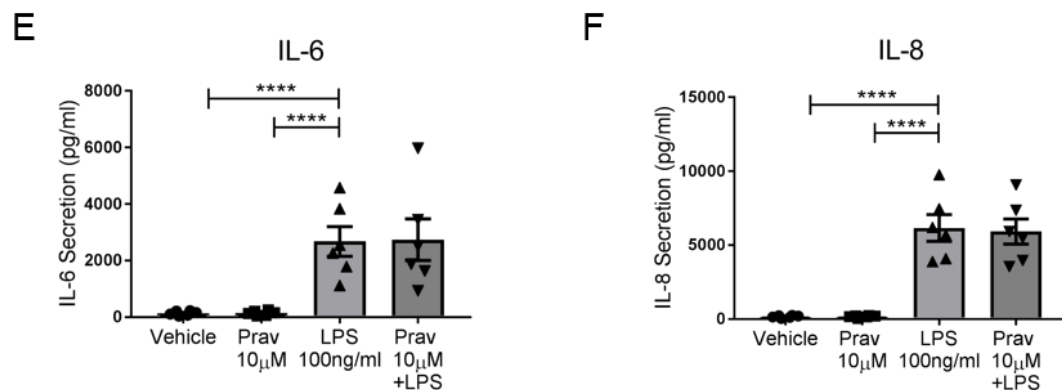 E
IL-6
****
****
8000
6000
4000
2000
0
IL-6 Secretion (pg/ml)
Vehicle
Prav
10μM
LPS
100ng/ml
Prav
10μM
+LPS
F
IL-8
****
****
15000
10000
5000
0
IL-8 Secretion (pg/ml)
Vehicle
Prav
10μM
LPS
100ng/ml
Prav
10μM
+LPS